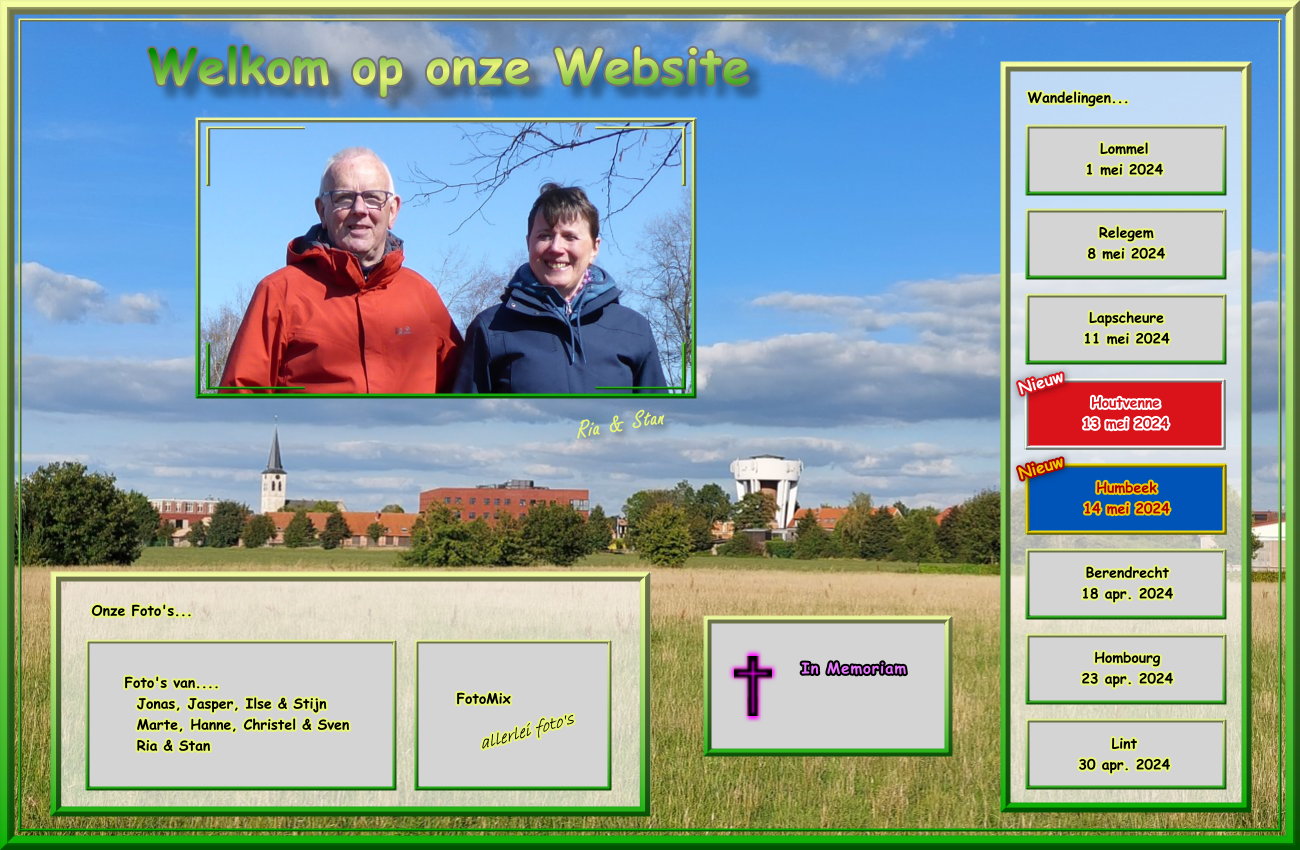 Welkom op onze Website
Ria & Stan
Wandelingen...
Lommel
1 mei 2024
Relegem
8 mei 2024
Lapscheure
11 mei 2024
Nieuw
Houtvenne
13 mei 2024
Nieuw
Humbeek
14 mei 2024
Berendrecht
18 apr. 2024
Hombourg
23 apr. 2024
Lint
30 apr. 2024
Onze Foto's...
Foto's van....
Jonas, Jasper, Ilse & Stijn
Marte, Hanne, Christel & Sven
Ria & Stan
FotoMix
allerlei foto's
In Memoriam